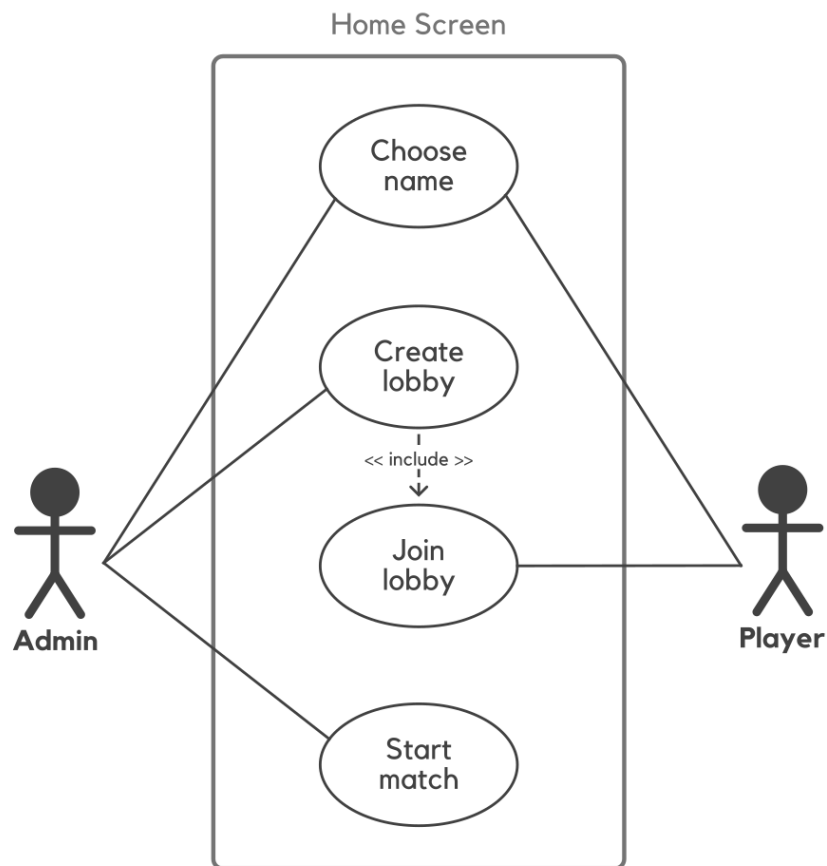 Home Screen
Choose
name
Create
lobby
<< include >>
Join
lobby
Admin
Player
Start
match